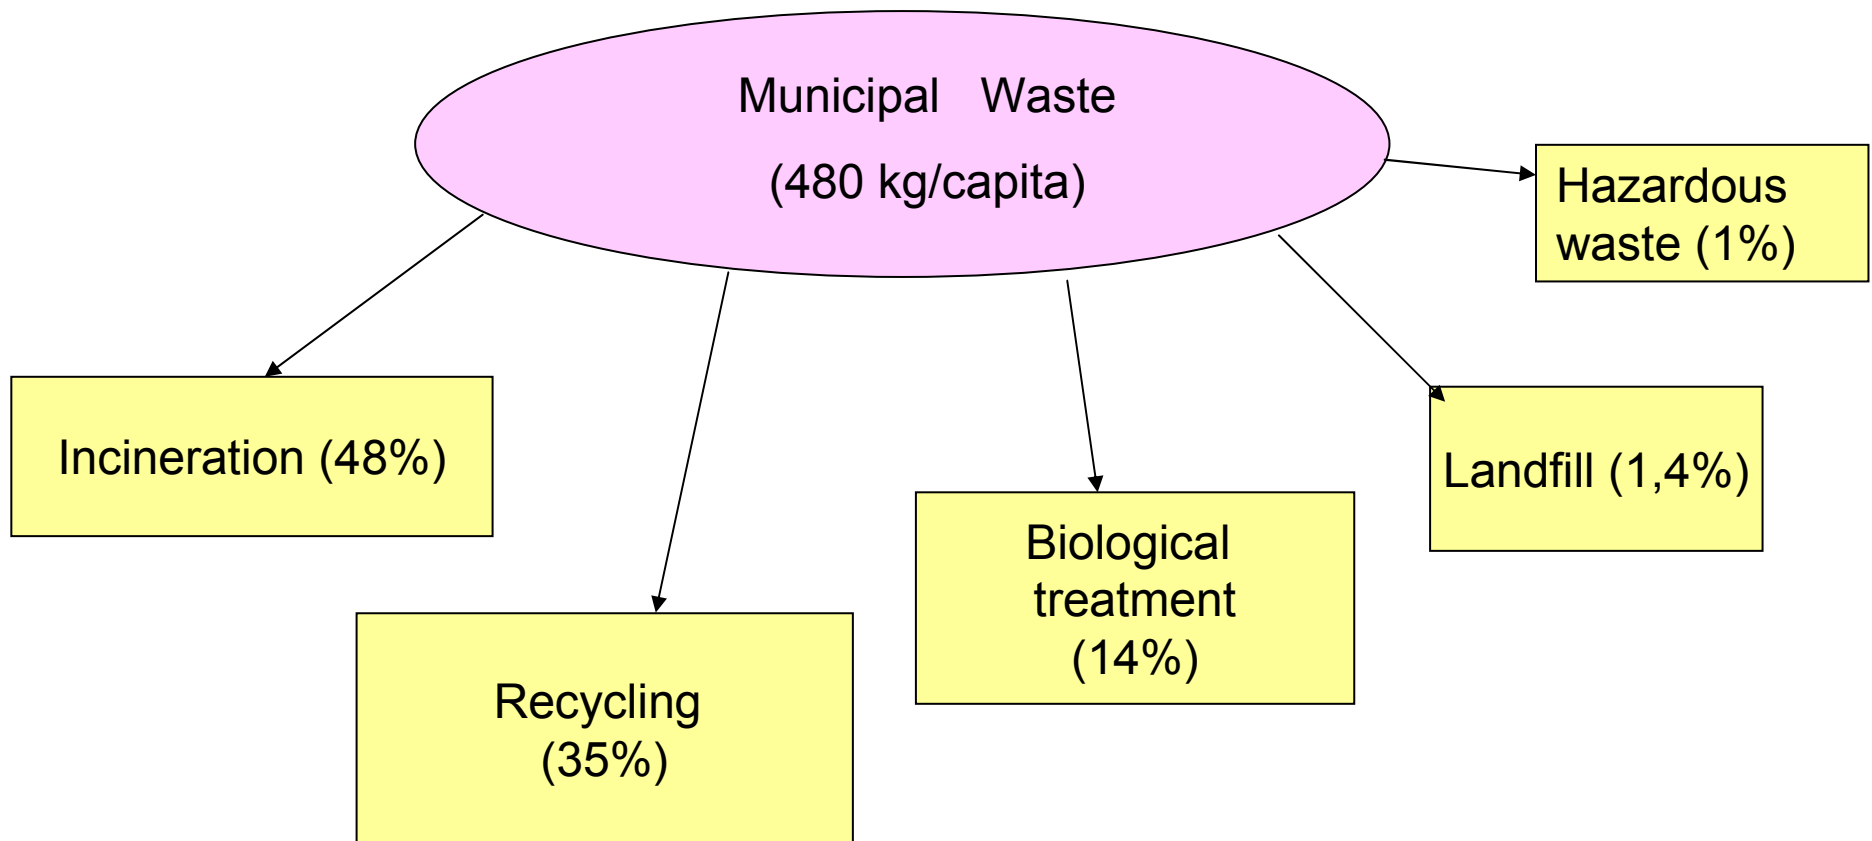 Municipal Waste
(480 kg/capita)
Hazardous
waste (1%)
Incineration (48%)
Landfill (1,4%)
Biological
treatment
(14%)
Recycling
(35%)